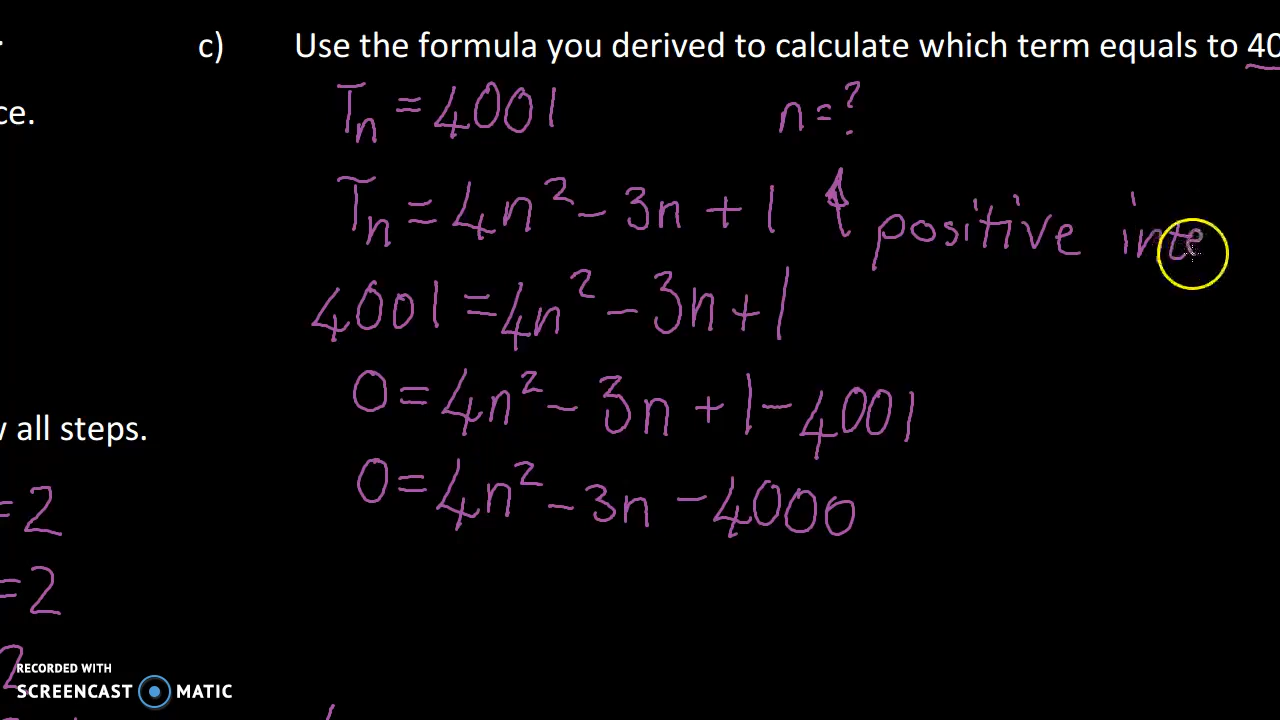 c) Use the formula you derived to calculate which term equals to 40
Tn = 4001 n = ?
ce.
Tn = 4n² - 3n + 1 positive inte
4001 = 4n² - 3n + 1
0 = 4n² - 3n + 1 - 4001
all steps.
0 = 4n² - 3n - 4000
= 2
= 2
2
RECORDED WITH
SCREENCAST MATIC